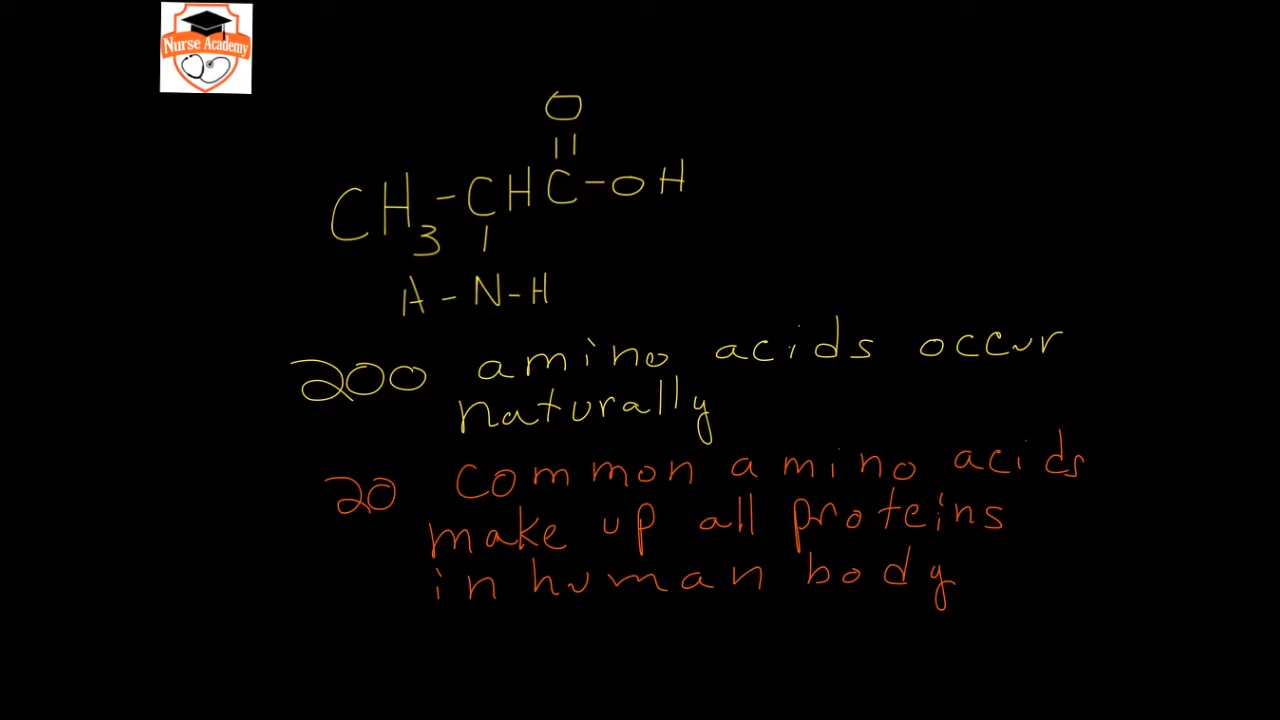 Nurse Academy
O
||
CH3-CHC-OH
|
H-N-H
200 amino acids occur
naturally
20 common amino acids
make up all proteins
in human body